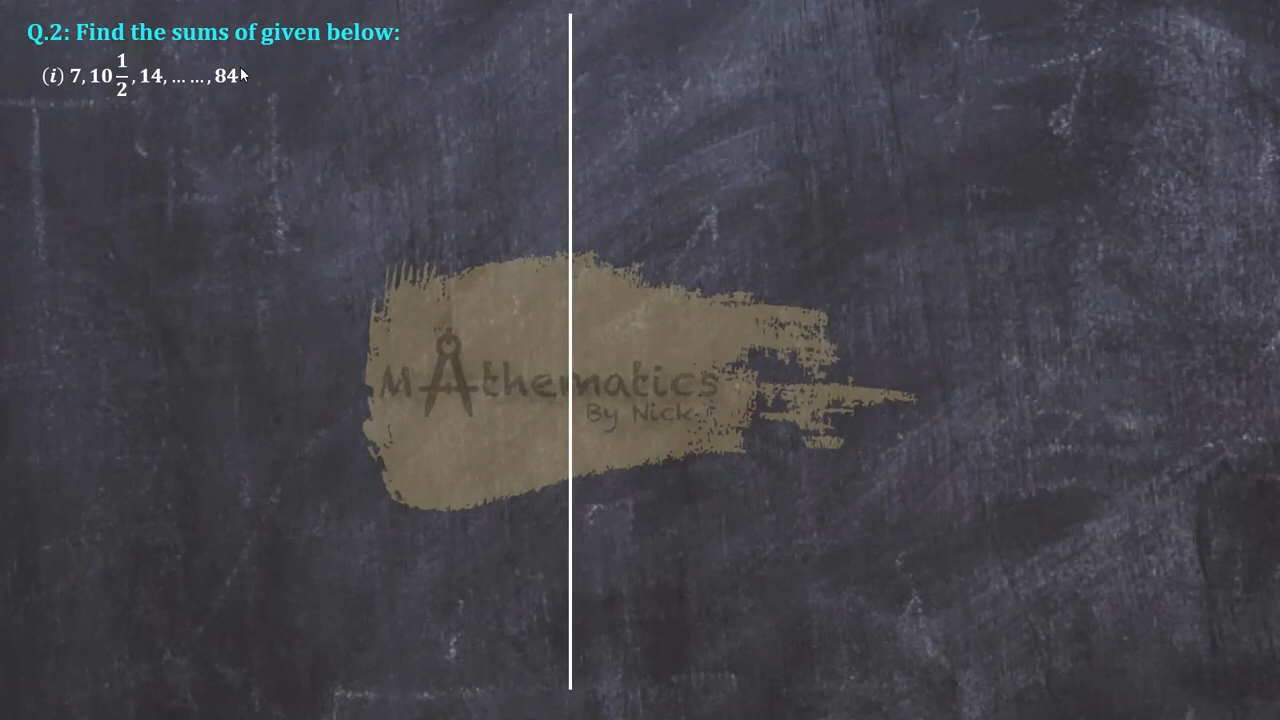 Q.2: Find the sums of given below:
(i) 7, 10 1/2, 14, … …, 84
Mathematics
By Nick